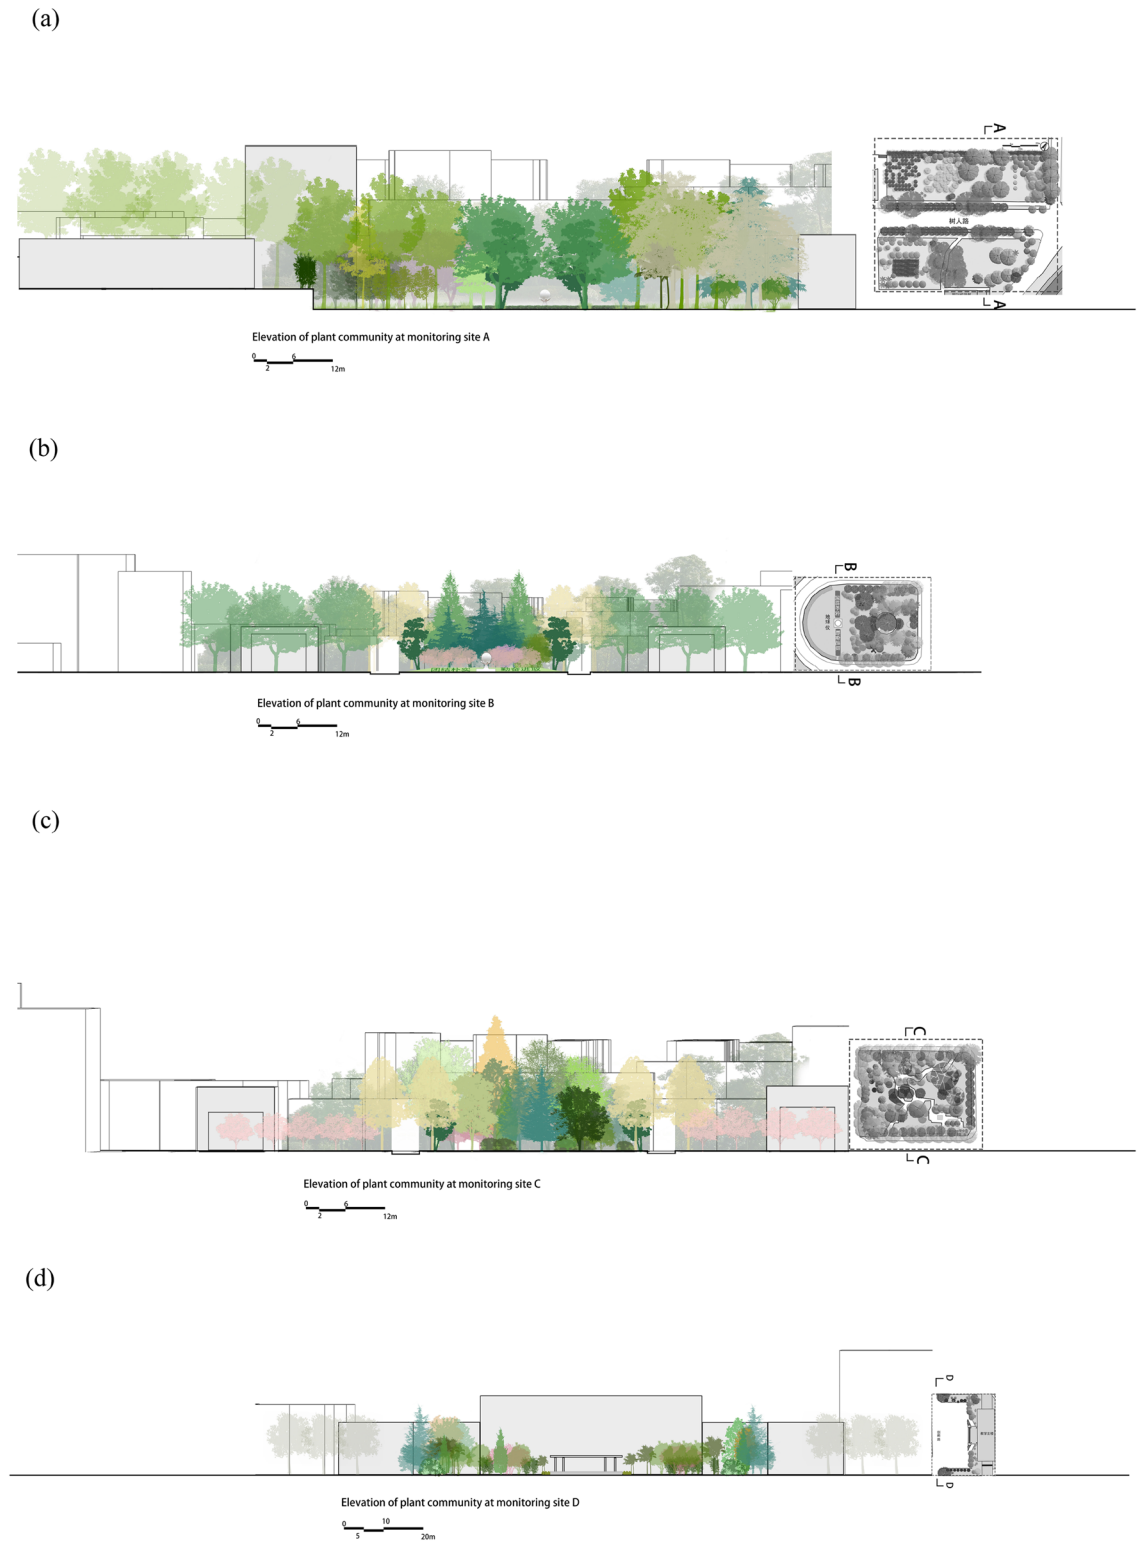 (a)
A
树人路
A
Elevation of plant community at monitoring site A
0 6
2 12m
(b)
B
B
Elevation of plant community at monitoring site B
0 6
2 12m
(c)
C
C
Elevation of plant community at monitoring site C
0 6
2 12m
(d)
D
D
Elevation of plant community at monitoring site D
0 10
5 20m